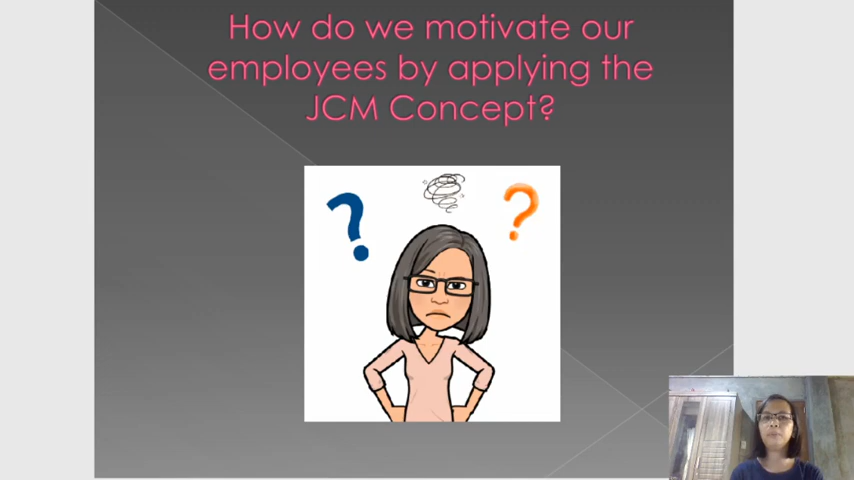 How do we motivate our
employees by applying the
JCM Concept?
? ?